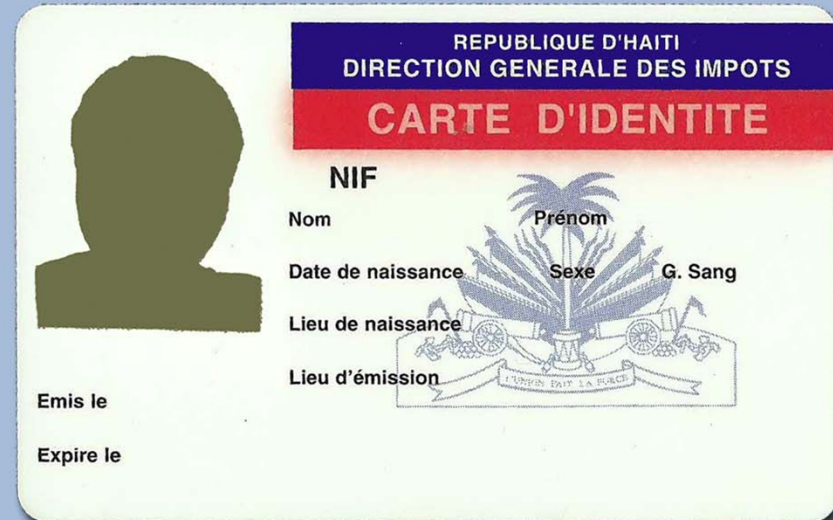 REPUBLIQUE D'HAITI
DIRECTION GENERALE DES IMPOTS
CARTE D'IDENTITE
NIF
Nom Prénom
Date de naissance Sexe G. Sang
Lieu de naissance
Lieu d'émission
L'UNION FAIT LA FORCE
Emis le
Expire le